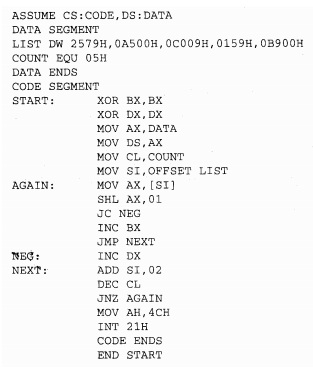 ASSUME CS:CODE,DS:DATA
DATA SEGMENT
LIST DW 2579H,0A500H,0C009H,0159H,0B900H
COUNT EQU 05H
DATA ENDS
CODE SEGMENT
START: XOR BX,BX
XOR DX,DX
MOV AX,DATA
MOV DS,AX
MOV CL,COUNT
MOV SI,OFFSET LIST
AGAIN: MOV AX,[SI]
SHL AX,01
JC NEG
INC BX
JMP NEXT
NEG: INC DX
NEXT: ADD SI,02
DEC CL
JNZ AGAIN
MOV AH,4CH
INT 21H
CODE ENDS
END START